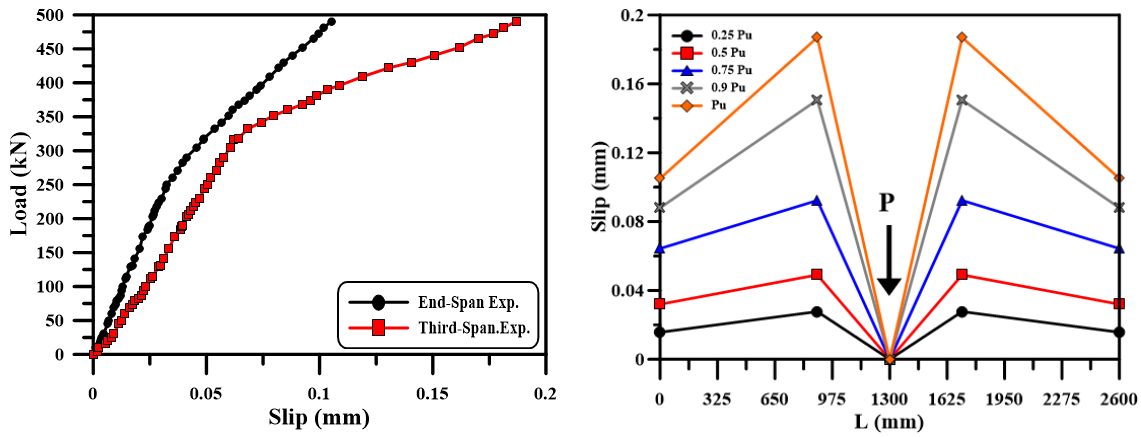 500
450
400
350
300
250
200
150
100
50
0
Load (kN)
0 0.05 0.1 0.15 0.2
Slip (mm)
End-Span Exp.
Third-Span.Exp.
0.2
0.16
0.12
0.08
0.04
0
Slip (mm)
0.25 Pu
0.5 Pu
0.75 Pu
0.9 Pu
Pu
P
0 325 650 975 1300 1625 1950 2275 2600
L (mm)